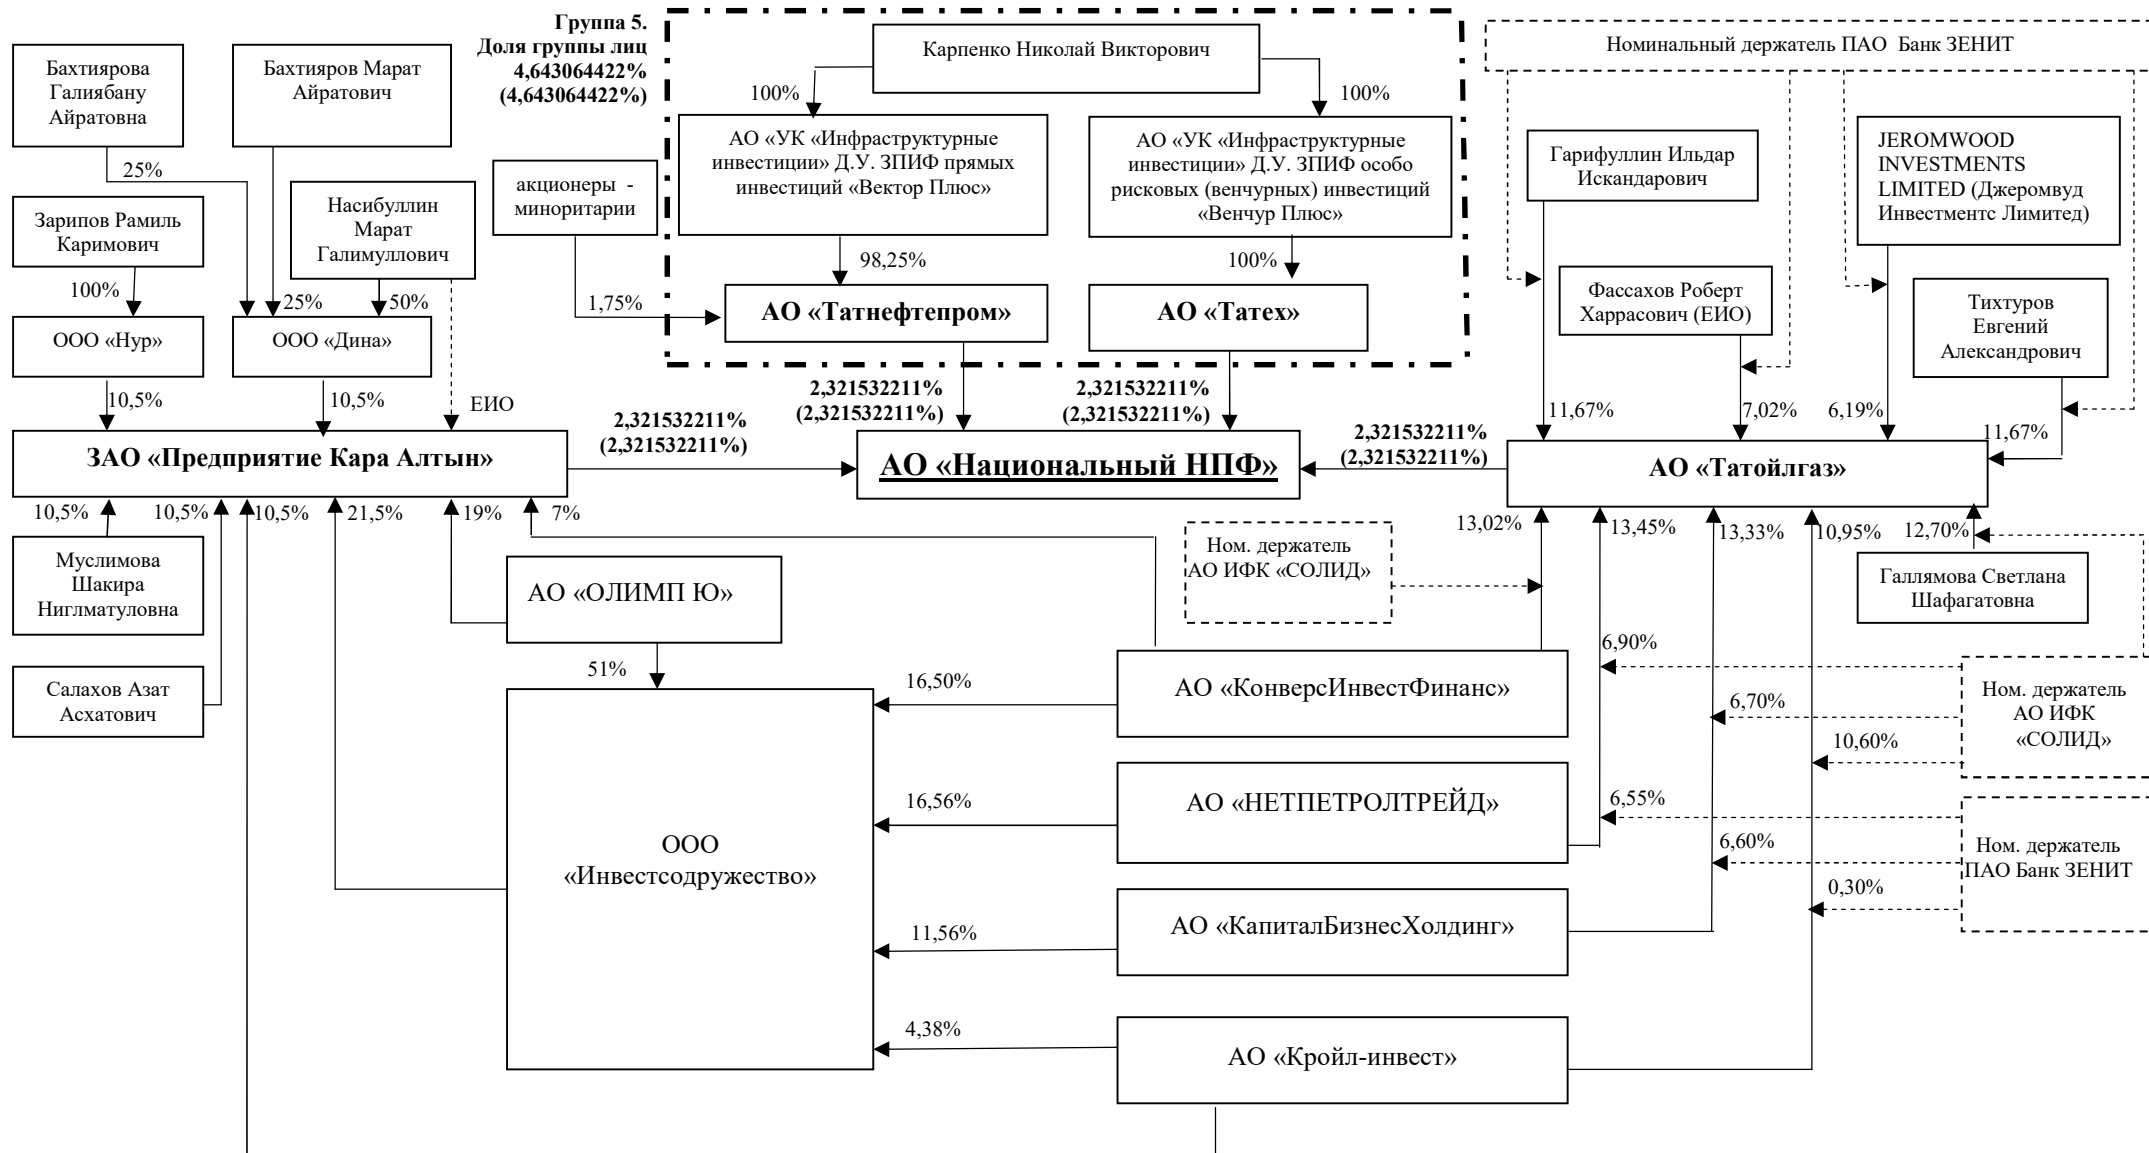 Группа 5.
Доля группы лиц
4,643064422%
(4,643064422%)
Карпенко Николай Викторович
Номинальный держатель ПАО Банк ЗЕНИТ
Бахтиярова
Галиябану
Айратовна
Бахтияров Марат
Айратович
100%
100%
АО «УК «Инфраструктурные
инвестиции» Д.У. ЗПИФ прямых
инвестиций «Вектор Плюс»
АО «УК «Инфраструктурные
инвестиции» Д.У. ЗПИФ особо
рисковых (венчурных) инвестиций
«Венчур Плюс»
Гарифуллин Ильдар
Искандарович
JEROMWOOD
INVESTMENTS
LIMITED (Джеромвуд
Инвестментс Лимитед)
25%
акционеры -
миноритарии
Зарипов Рамиль
Каримович
Насибуллин
Марат
Галимуллович
98,25%
100%
Фассахов Роберт
Харрасович (ЕИО)
Тихтуров
Евгений
Александрович
100%
25%
50%
1,75%
АО «Татнефтепром»
АО «Татех»
ООО «Нур»
ООО «Дина»
10,5%
10,5%
ЕИО
2,321532211%
(2,321532211%)
2,321532211%
(2,321532211%)
2,321532211%
(2,321532211%)
2,321532211%
(2,321532211%)
11,67%
7,02%
6,19%
11,67%
ЗАО «Предприятие Кара Алтын»
АО «Национальный НПФ»
АО «Татойлгаз»
10,5%
10,5%
10,5%
21,5%
19%
7%
13,02%
13,45%
13,33%
10,95%
12,70%
Муслимова
Шакира
Ниглматуловна
АО «ОЛИМП Ю»
Ном. держатель
АО ИФК «СОЛИД»
Галлямова Светлана
Шафагатовна
51%
6,90%
Салахов Азат
Асхатович
16,50%
АО «КонверсИнвестФинанс»
6,70%
Ном. держатель
АО ИФК
«СОЛИД»
10,60%
16,56%
АО «НЕТПЕТРОЛТРЕЙД»
6,55%
ООО
«Инвестсодружество»
6,60%
Ном. держатель
ПАО Банк ЗЕНИТ
0,30%
11,56%
АО «КапиталБизнесХолдинг»
4,38%
АО «Кройл-инвест»